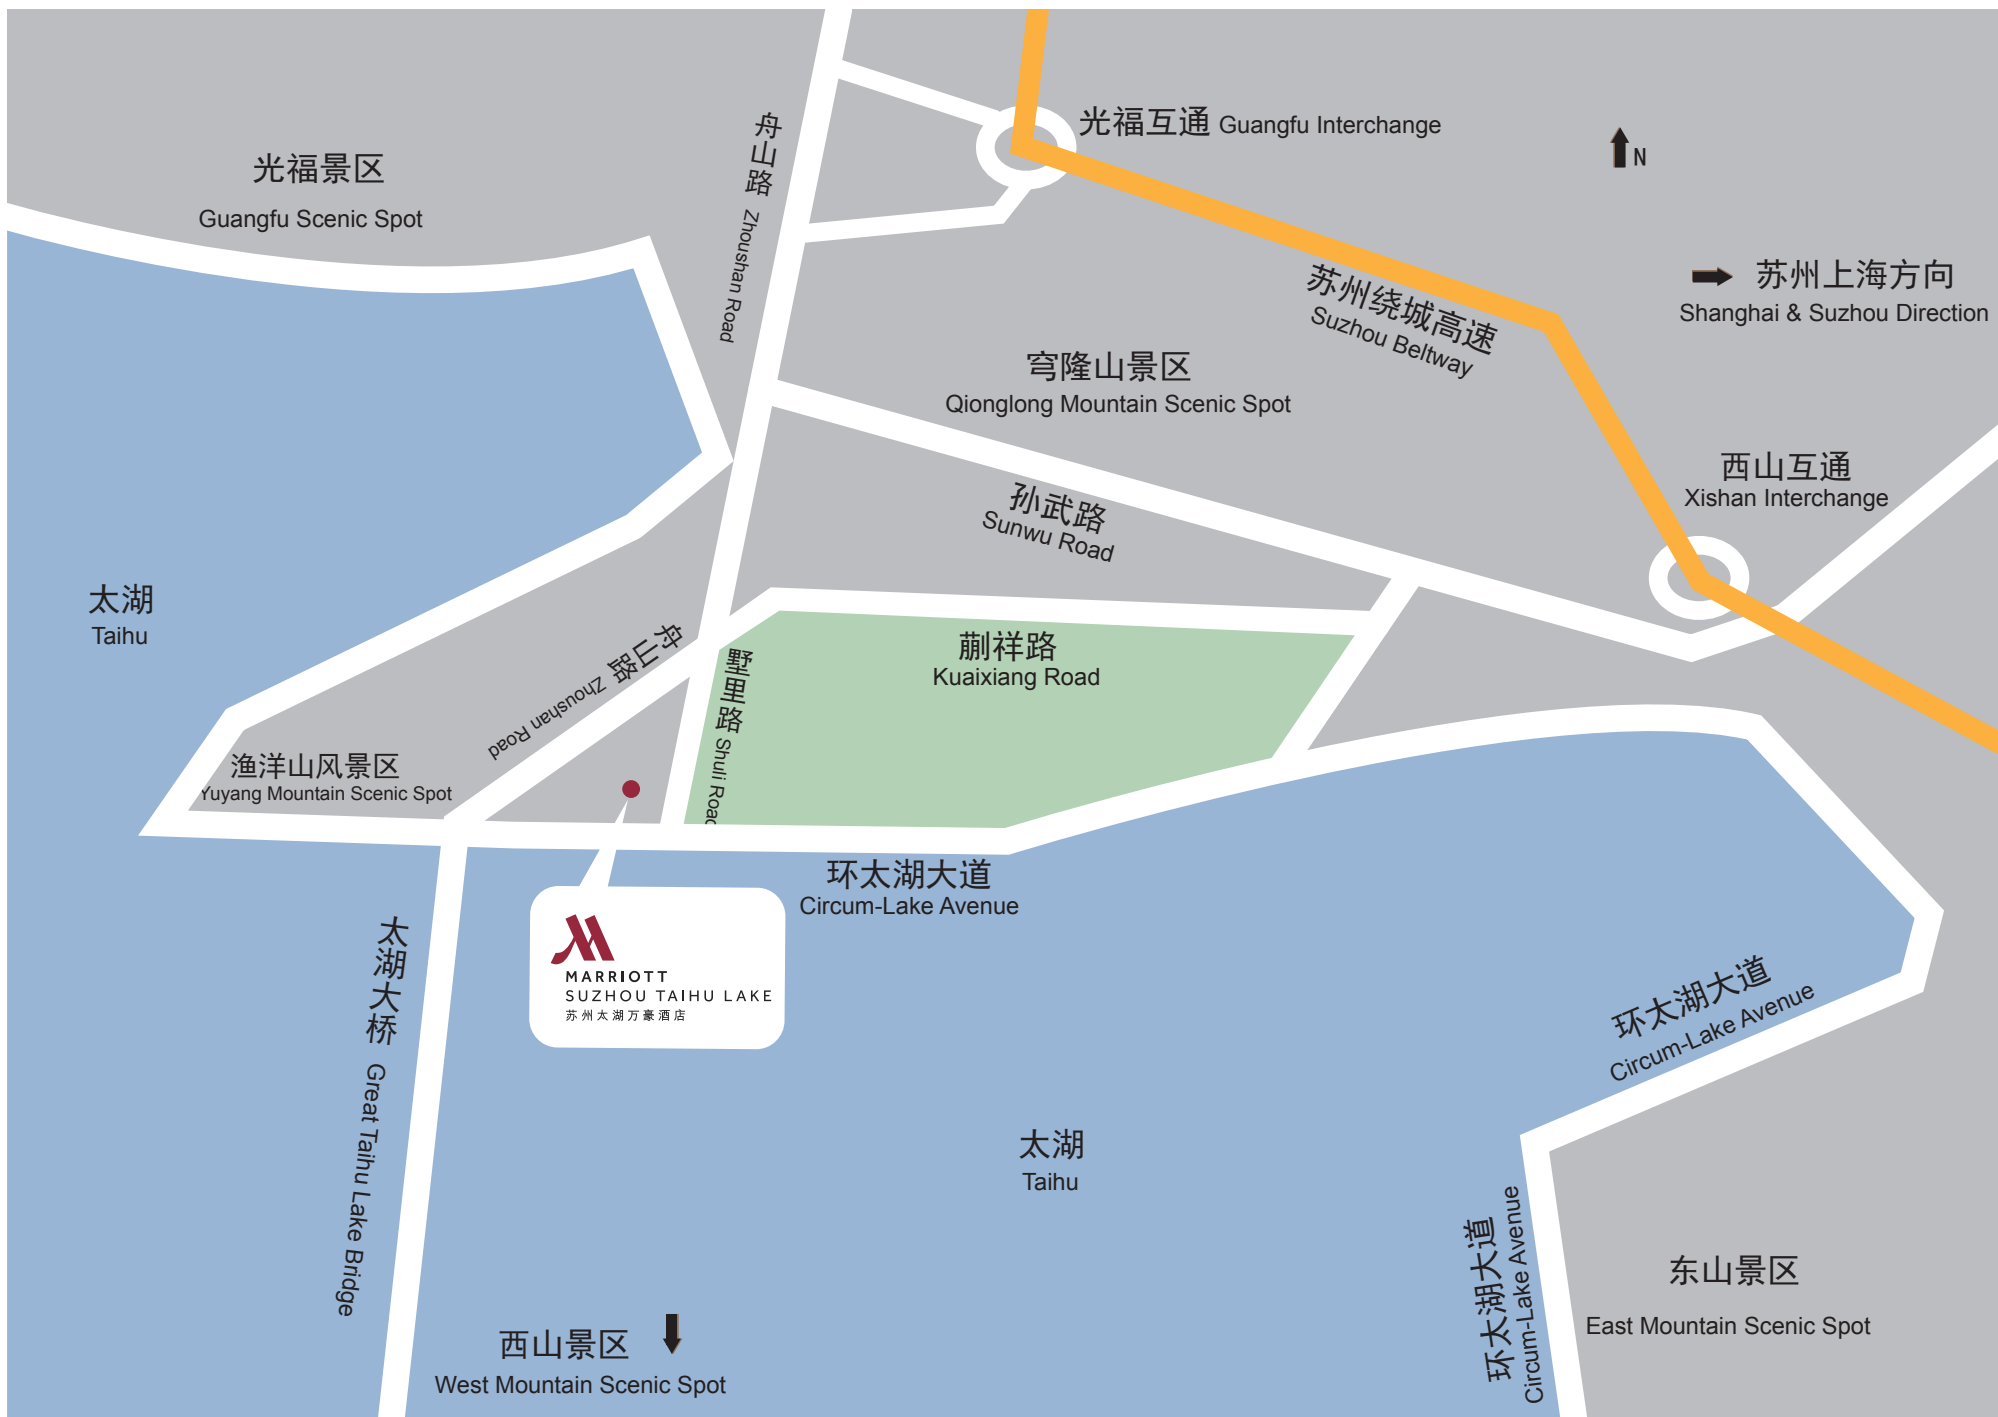 光福互通 Guangfu Interchange
N
光福景区
Guangfu Scenic Spot
舟山路 Zhoushan Road
苏州上海方向
Shanghai & Suzhou Direction
苏州绕城高速
Suzhou Beltway
穹隆山景区
Qionglong Mountain Scenic Spot
西山互通
Xishan Interchange
孙武路
Sunwu Road
太湖
Taihu
舟山路 Zhoushan Road
蒯祥路
Kuaixiang Road
墅里路 Shuli Road
渔洋山风景区
Yuyang Mountain Scenic Spot
环太湖大道
Circum-Lake Avenue
太湖大桥 Great Taihu Lake Bridge
MARRIOTT
SUZHOU TAIHU LAKE
苏州太湖万豪酒店
环太湖大道
Circum-Lake Avenue
太湖
Taihu
环太湖大道
Circum-Lake Avenue
东山景区
East Mountain Scenic Spot
西山景区
West Mountain Scenic Spot